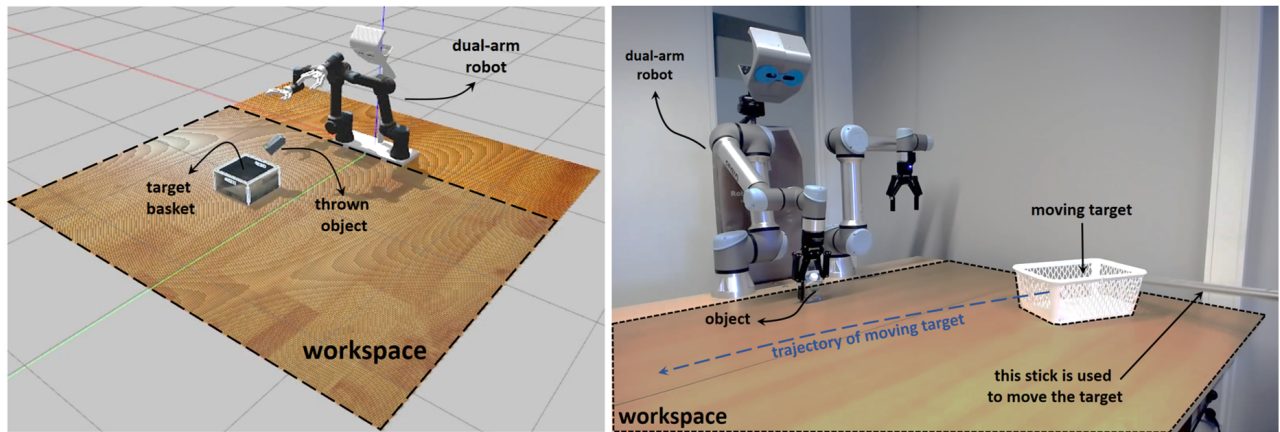 dual-arm
robot
target
basket
thrown
object
workspace
dual-arm
robot
moving target
object
trajectory of moving target
this stick is used
to move the target
workspace